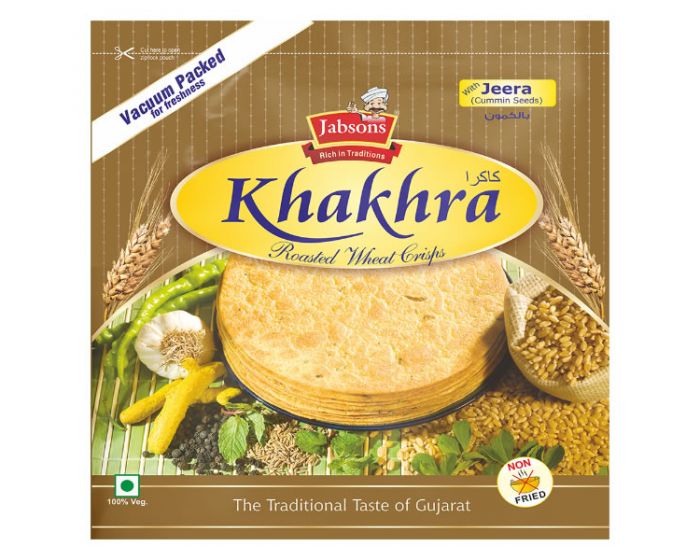 Cut here to open
ziplock pouch
Vacuum Packed
for freshness
with Jeera
(Cummin Seeds)
بالكمون
Jabsons
Rich in Traditions
كاكرا
Khakhra
Roasted Wheat Crisps
100% Veg.
NON
FRIED
The Traditional Taste of Gujarat